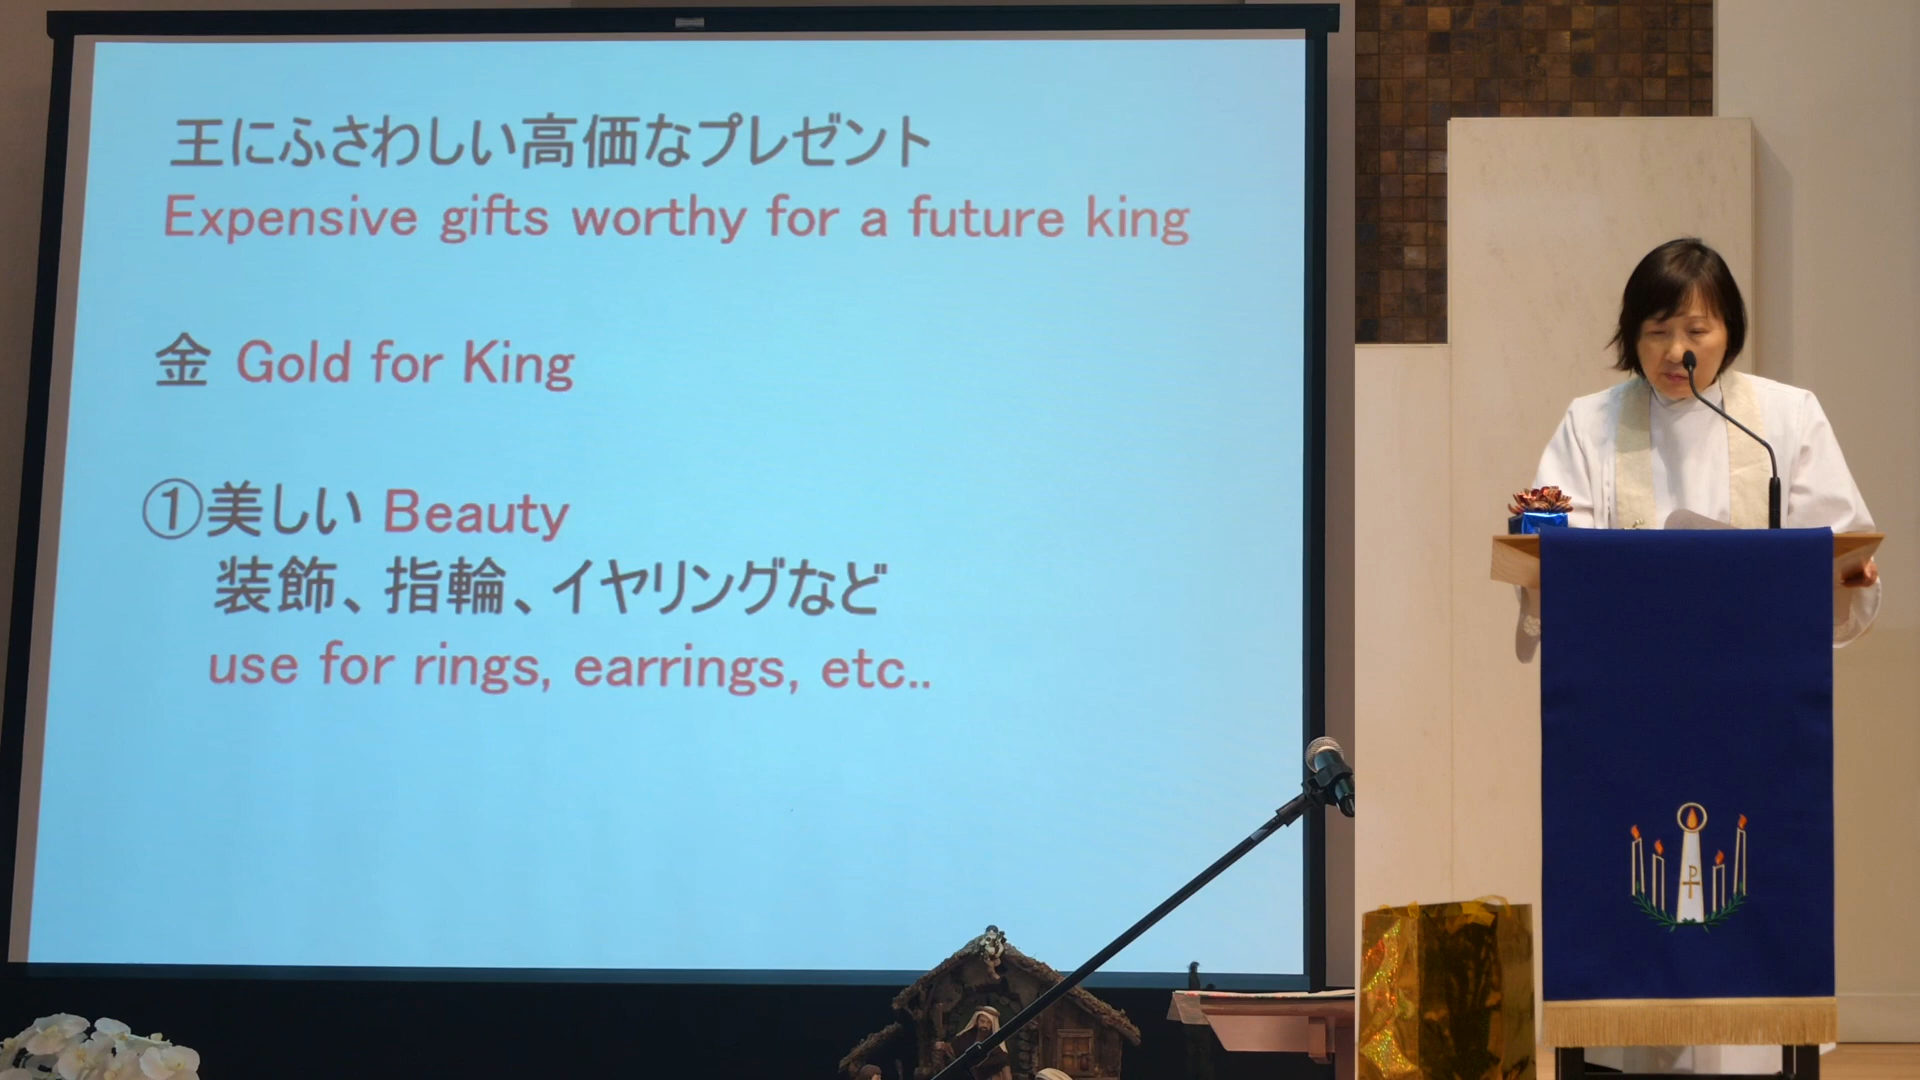 王にふさわしい高価なプレゼント
Expensive gifts worthy for a future king
金 Gold for King
①美しい Beauty
装飾、指輪、イヤリングなど
use for rings, earrings, etc..